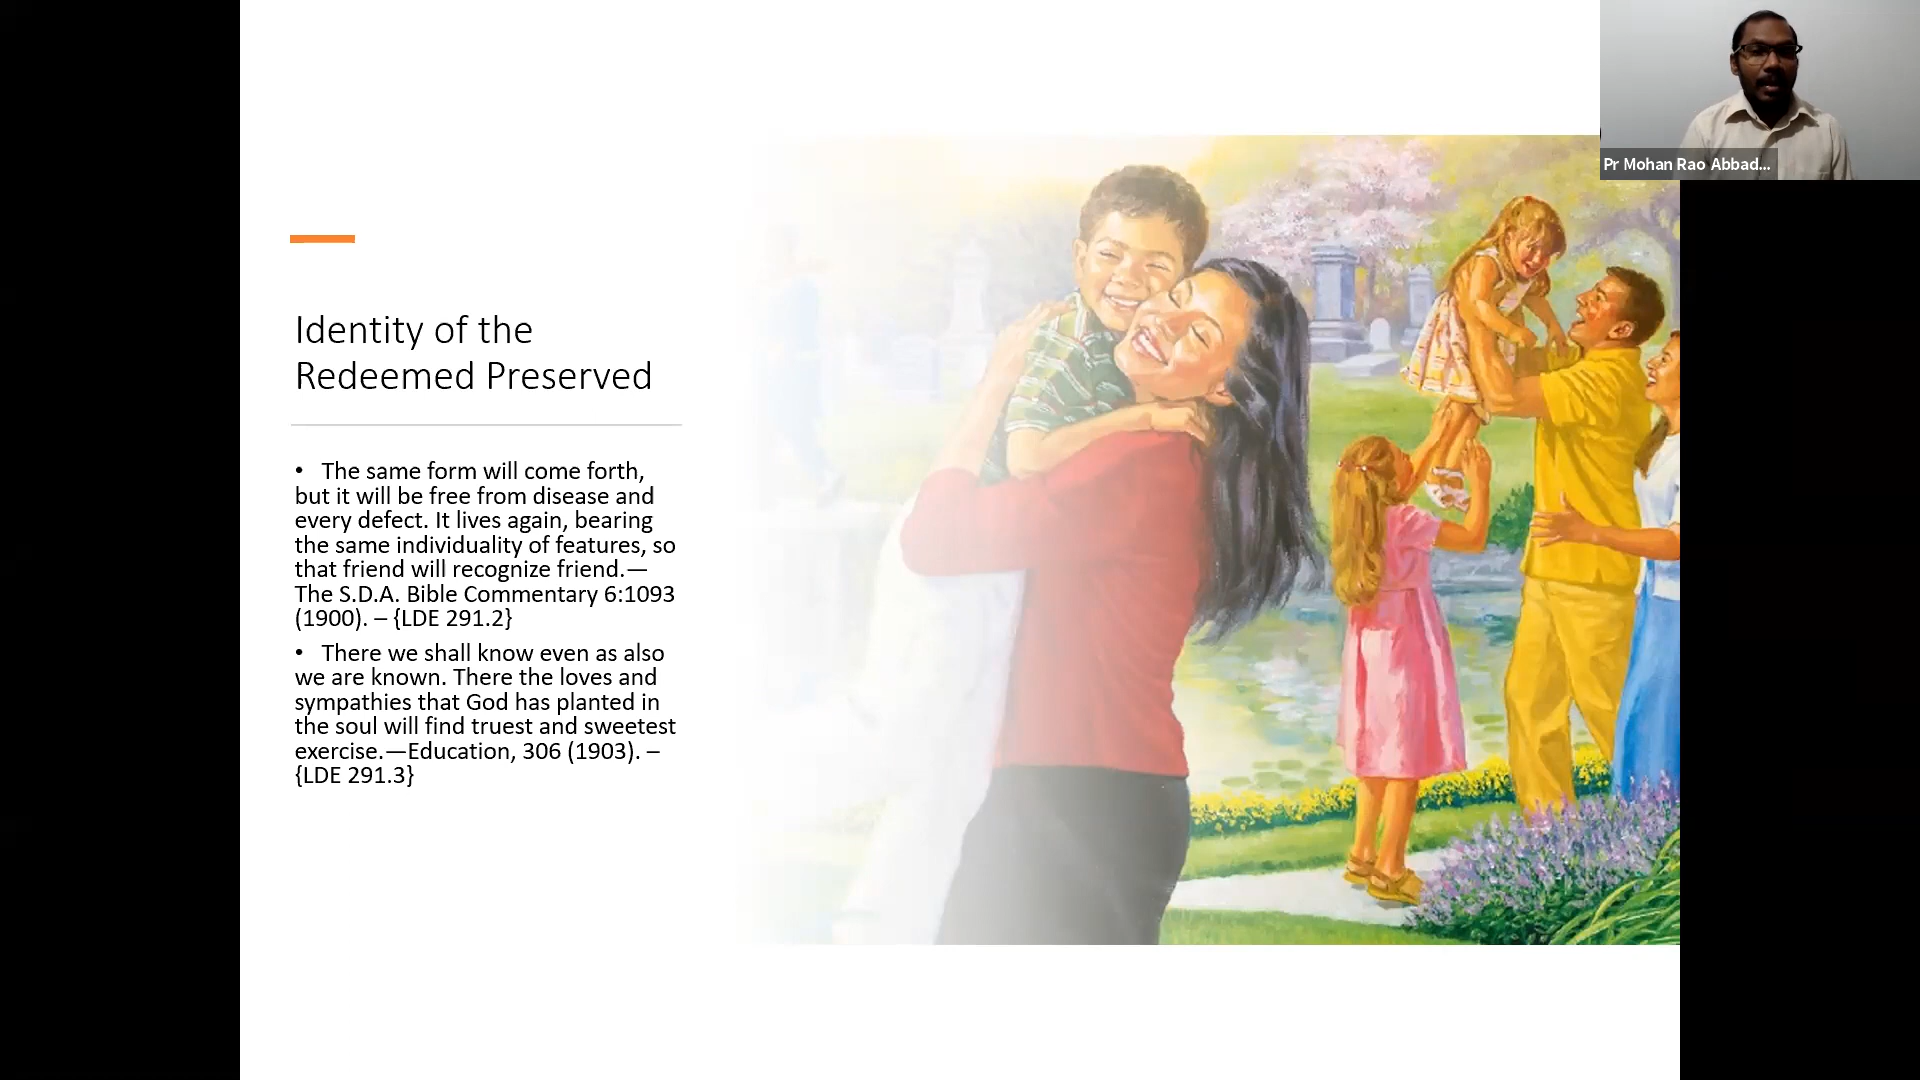 Pr Mohan Rao Abbad...
Identity of the
Redeemed Preserved
• The same form will come forth,
but it will be free from disease and
every defect. It lives again, bearing
the same individuality of features, so
that friend will recognize friend.—
The S.D.A. Bible Commentary 6:1093
(1900). – {LDE 291.2}
• There we shall know even as also
we are known. There the loves and
sympathies that God has planted in
the soul will find truest and sweetest
exercise.—Education, 306 (1903). –
{LDE 291.3}